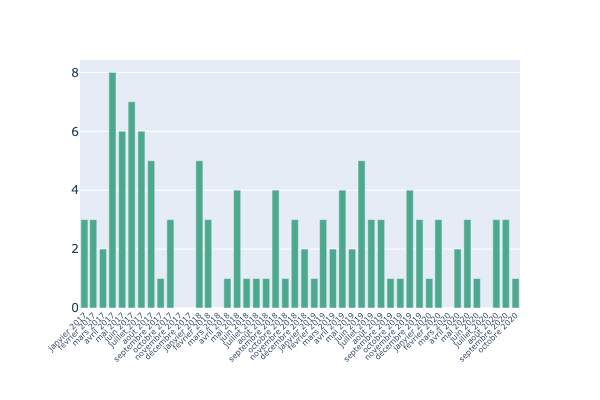 8
6
4
2
0
janvier 2017
février 2017
mars 2017
avril 2017
mai 2017
juin 2017
juillet 2017
août 2017
septembre 2017
octobre 2017
novembre 2017
décembre 2017
janvier 2018
février 2018
mars 2018
avril 2018
mai 2018
juin 2018
juillet 2018
août 2018
septembre 2018
octobre 2018
novembre 2018
décembre 2018
janvier 2019
février 2019
mars 2019
avril 2019
mai 2019
juin 2019
juillet 2019
août 2019
septembre 2019
octobre 2019
novembre 2019
décembre 2019
janvier 2020
février 2020
mars 2020
avril 2020
mai 2020
juin 2020
juillet 2020
août 2020
septembre 2020
octobre 2020